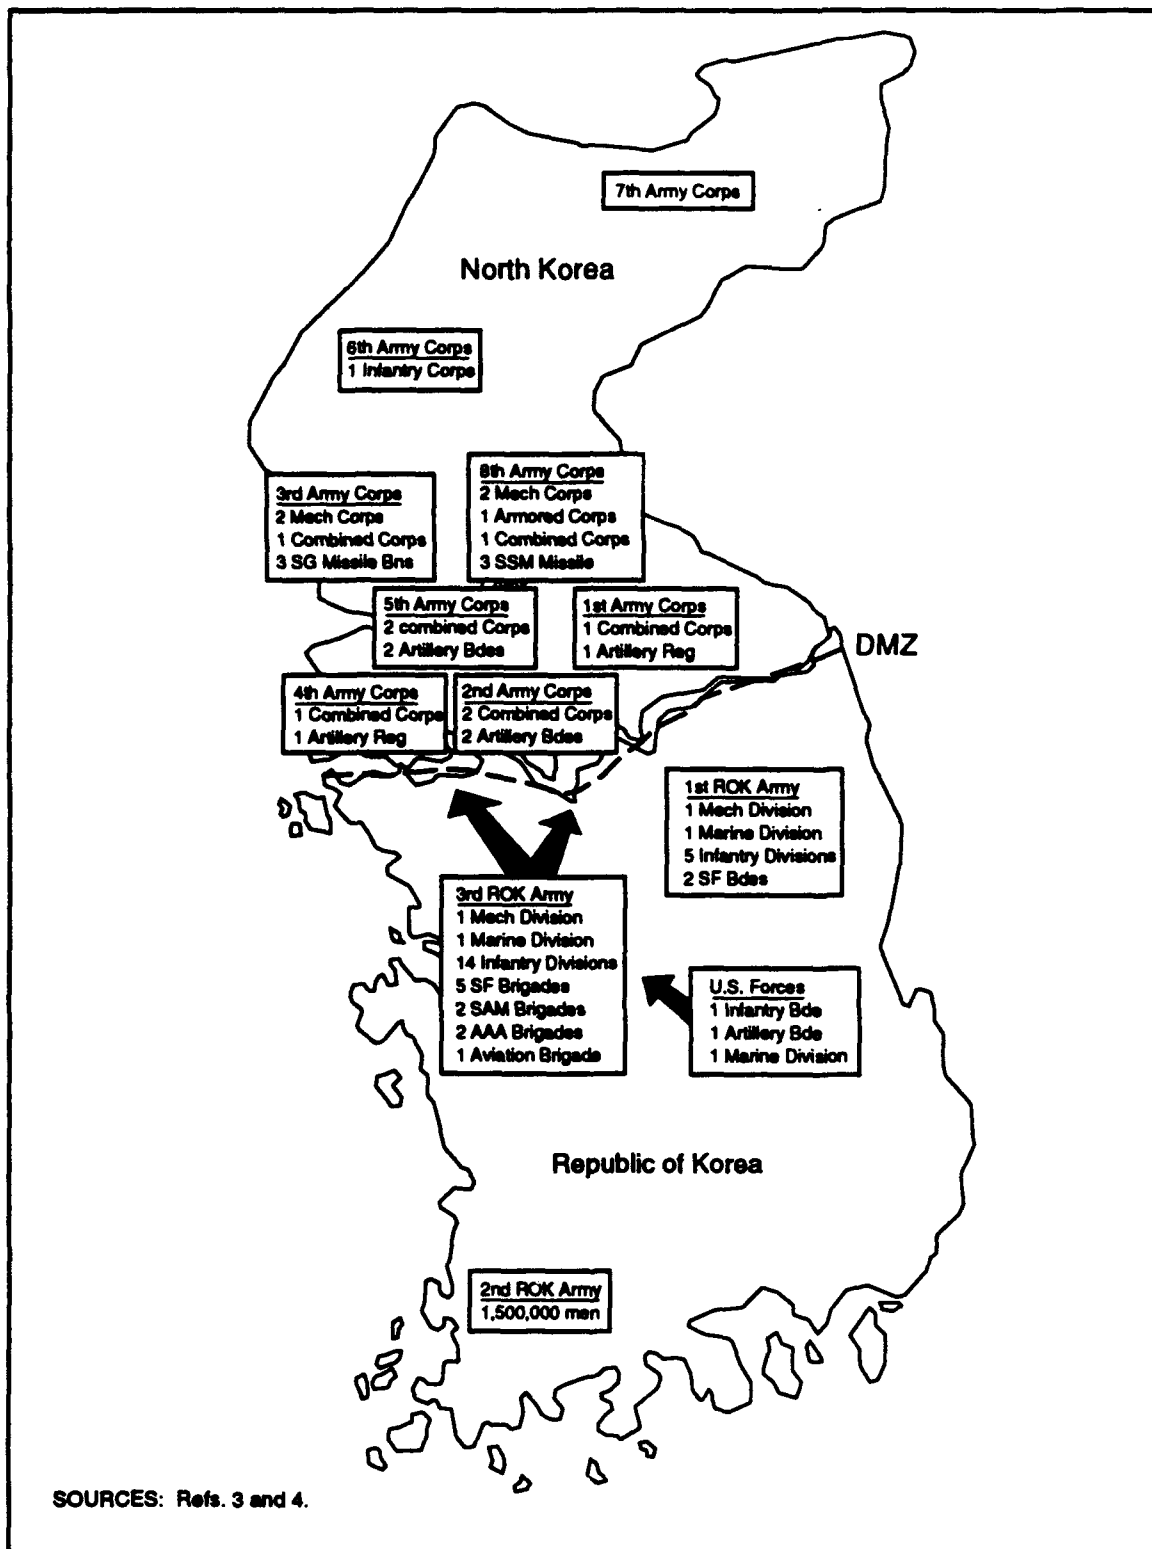 7th Army Corps
North Korea
6th Army Corps
1 Infantry Corps
3rd Army Corps
2 Mech Corps
1 Combined Corps
3 SG Missile Bns
8th Army Corps
2 Mech Corps
1 Armored Corps
1 Combined Corps
3 SSM Missile
5th Army Corps
2 combined Corps
2 Artillery Bdes
1st Army Corps
1 Combined Corps
1 Artillery Reg
DMZ
4th Army Corps
1 Combined Corps
1 Artillery Reg
2nd Army Corps
2 Combined Corps
2 Artillery Bdes
1st ROK Army
1 Mech Division
1 Marine Division
5 Infantry Divisions
2 SF Bdes
3rd ROK Army
1 Mech Division
1 Marine Division
14 Infantry Divisions
5 SF Brigades
2 SAM Brigades
2 AAA Brigades
1 Aviation Brigade
U.S. Forces
1 Infantry Bde
1 Artillery Bde
1 Marine Division
Republic of Korea
2nd ROK Army
1,500,000 men
SOURCES: Refs. 3 and 4.